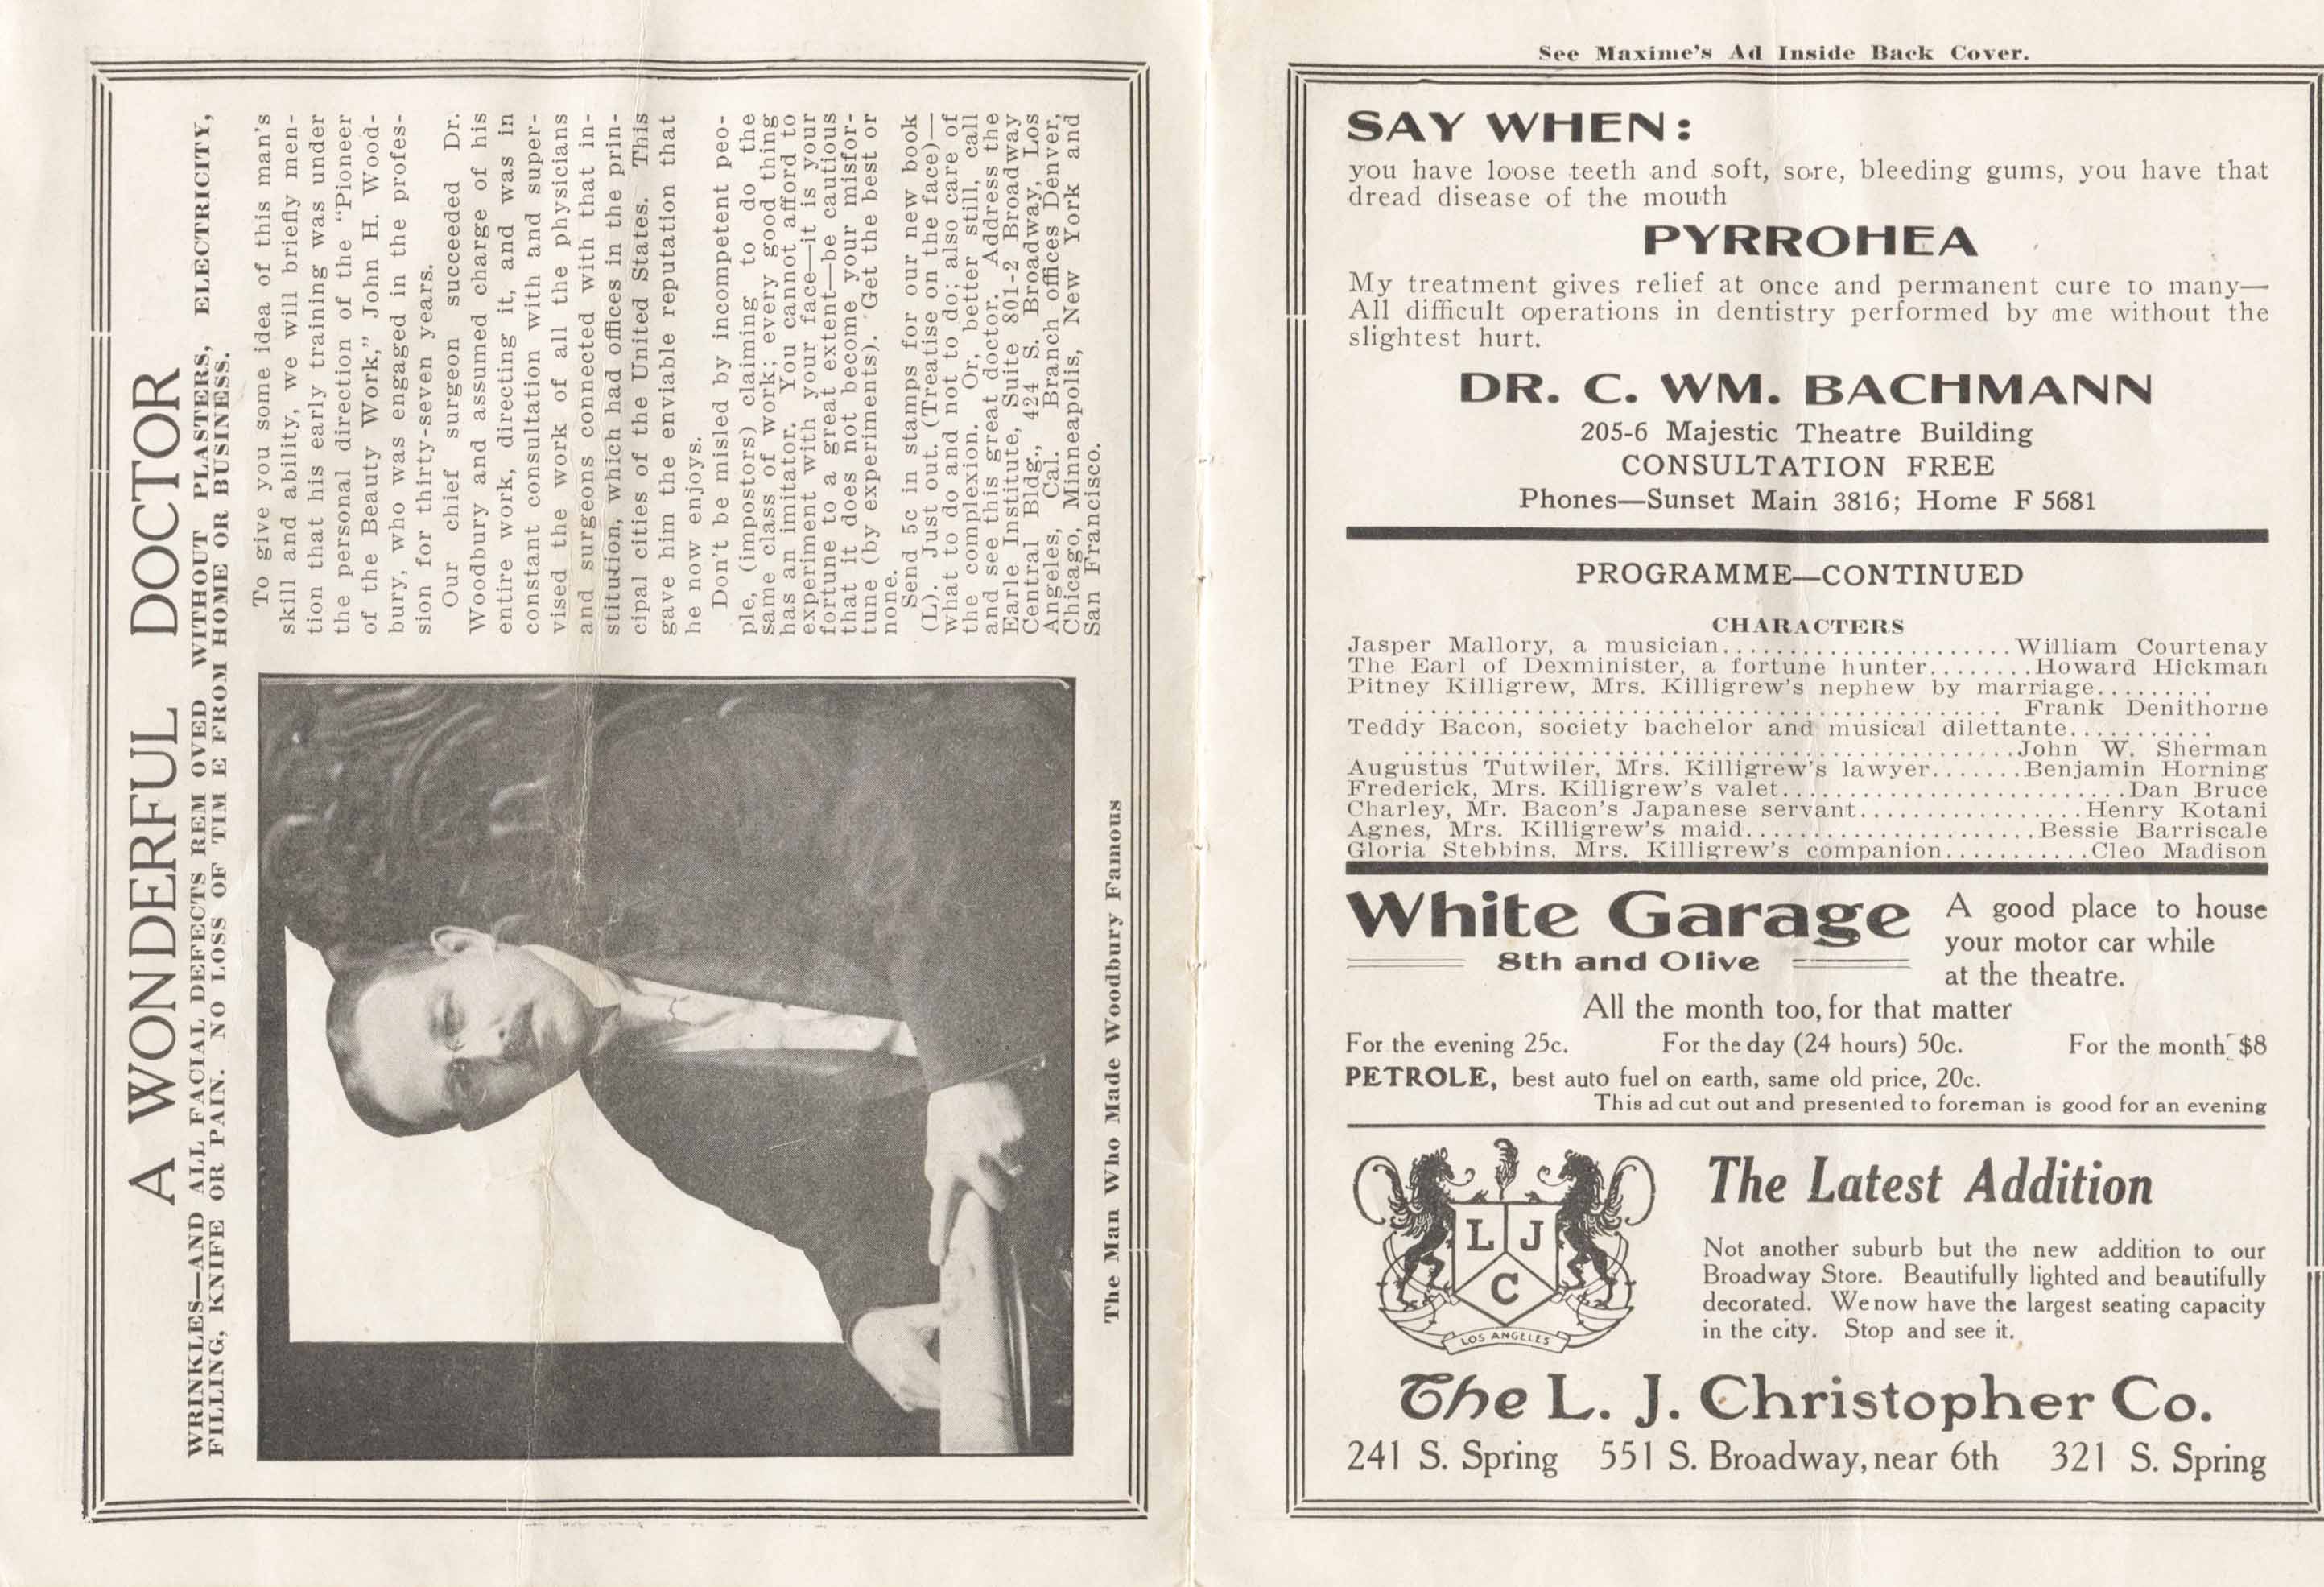 A WONDERFUL DOCTOR
WRINKLES—AND ALL FACIAL DEFECTS REM OVED WITHOUT PLASTERS, ELECTRICITY,
FILLING, KNIFE OR PAIN. NO LOSS OF TIM E FROM HOME OR BUSINESS.
The Man Who Made Woodbury Famous
To give you some idea of this man's
skill and ability, we will briefly men-
tion that his early training was under
the personal direction of the "Pioneer
of the Beauty Work," John H. Wood-
bury, who was engaged in the profes-
sion for thirty-seven years.
Our chief surgeon succeeded Dr.
Woodbury and assumed charge of his
entire work, directing it, and was in
constant consultation with and super-
vised the work of all the physicians
and surgeons connected with that in-
stitution, which had offices in the prin-
cipal cities of the United States. This
gave him the enviable reputation that
he now enjoys.
Don't be misled by incompetent peo-
ple, (impostors) claiming to do the
same class of work; every good thing
has an imitator. You cannot afford to
experiment with your face—it is your
fortune to a great extent—be cautious
that it does not become your misfor-
tune (by experiments). Get the best or
none.
Send 5c in stamps for our new book
(L). Just out. (Treatise on the face)—
what to do and not to do; also care of
the complexion. Or, better still, call
and see this great doctor. Address the
Earle Institute, Suite 801-2 Broadway
Central Bldg., 424 S. Broadway, Los
Angeles, Cal. Branch offices Denver,
Chicago, Minneapolis, New York and
San Francisco.
See Maxime's Ad Inside Back Cover.
SAY WHEN:
you have loose teeth and soft, sore, bleeding gums, you have that
dread disease of the mouth
PYRROHEA
My treatment gives relief at once and permanent cure to many—
All difficult operations in dentistry performed by me without the
slightest hurt.
DR. C. WM. BACHMANN
205-6 Majestic Theatre Building
CONSULTATION FREE
Phones—Sunset Main 3816; Home F 5681
PROGRAMME—CONTINUED
CHARACTERS
Jasper Mallory, a musician......................William Courtenay
The Earl of Dexminister, a fortune hunter........Howard Hickman
Pitney Killigrew, Mrs. Killigrew's nephew by marriage.........
.............................................. Frank Denithorne
Teddy Bacon, society bachelor and musical dilettante...........
..............................................John W. Sherman
Augustus Tutwiler, Mrs. Killigrew's lawyer.......Benjamin Horning
Frederick, Mrs. Killigrew's valet..........................Dan Bruce
Charley, Mr. Bacon's Japanese servant.................Henry Kotani
Agnes, Mrs. Killigrew's maid......................Bessie Barriscale
Gloria Stebbins, Mrs. Killigrew's companion...........Cleo Madison
White Garage
8th and Olive
A good place to house
your motor car while
at the theatre.
All the month too, for that matter
For the evening 25c. For the day (24 hours) 50c. For the month $8
PETROLE, best auto fuel on earth, same old price, 20c.
This ad cut out and presented to foreman is good for an evening
L J
C
LOS ANGELES
The Latest Addition
Not another suburb but the new addition to our
Broadway Store. Beautifully lighted and beautifully
decorated. We now have the largest seating capacity
in the city. Stop and see it.
The L. J. Christopher Co.
241 S. Spring 551 S. Broadway, near 6th 321 S. Spring